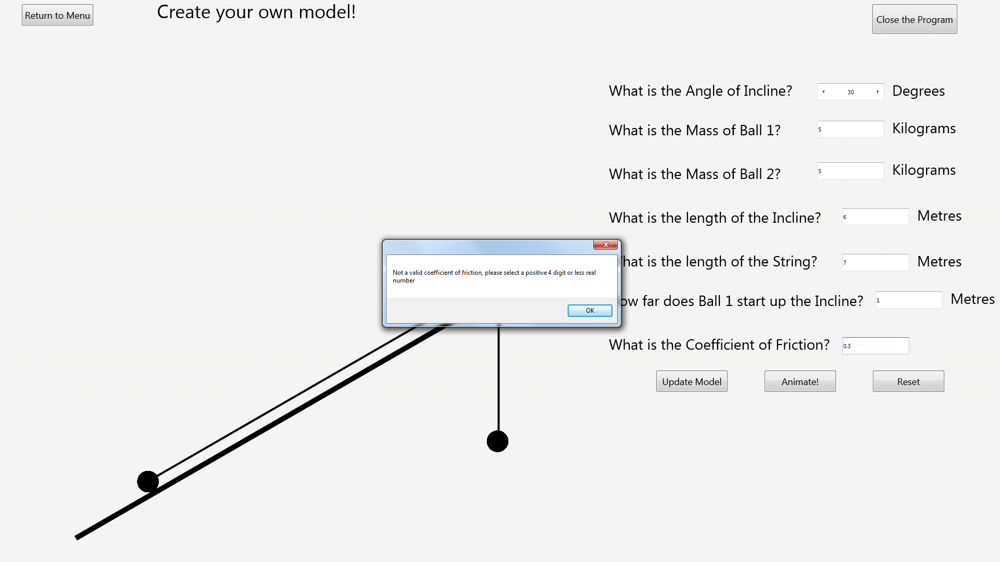 Return to Menu
Create your own model!
Close the Program
What is the Angle of Incline? 30 Degrees
What is the Mass of Ball 1? 5 Kilograms
What is the Mass of Ball 2? 5 Kilograms
What is the length of the Incline? 6 Metres
hat is the length of the String? 7 Metres
ow far does Ball 1 start up the Incline? 1 Metres
What is the Coefficient of Friction? 0.3
Update Model
Animate!
Reset
Not a valid coefficient of friction, please select a positive 4 digit or less real
number
OK